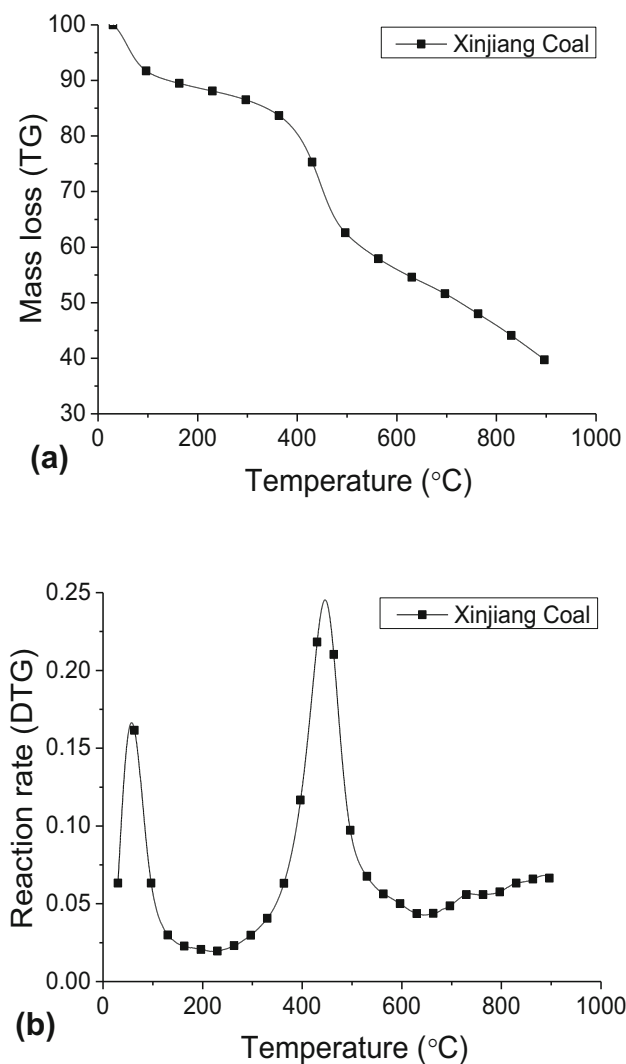 100
90
80
70
60
50
40
30
Mass loss (TG)
Xinjiang Coal
0 200 400 600 800 1000
Temperature (°C)
(a)
0.25
0.20
0.15
0.10
0.05
0.00
Reaction rate (DTG)
Xinjiang Coal
0 200 400 600 800 1000
Temperature (°C)
(b)